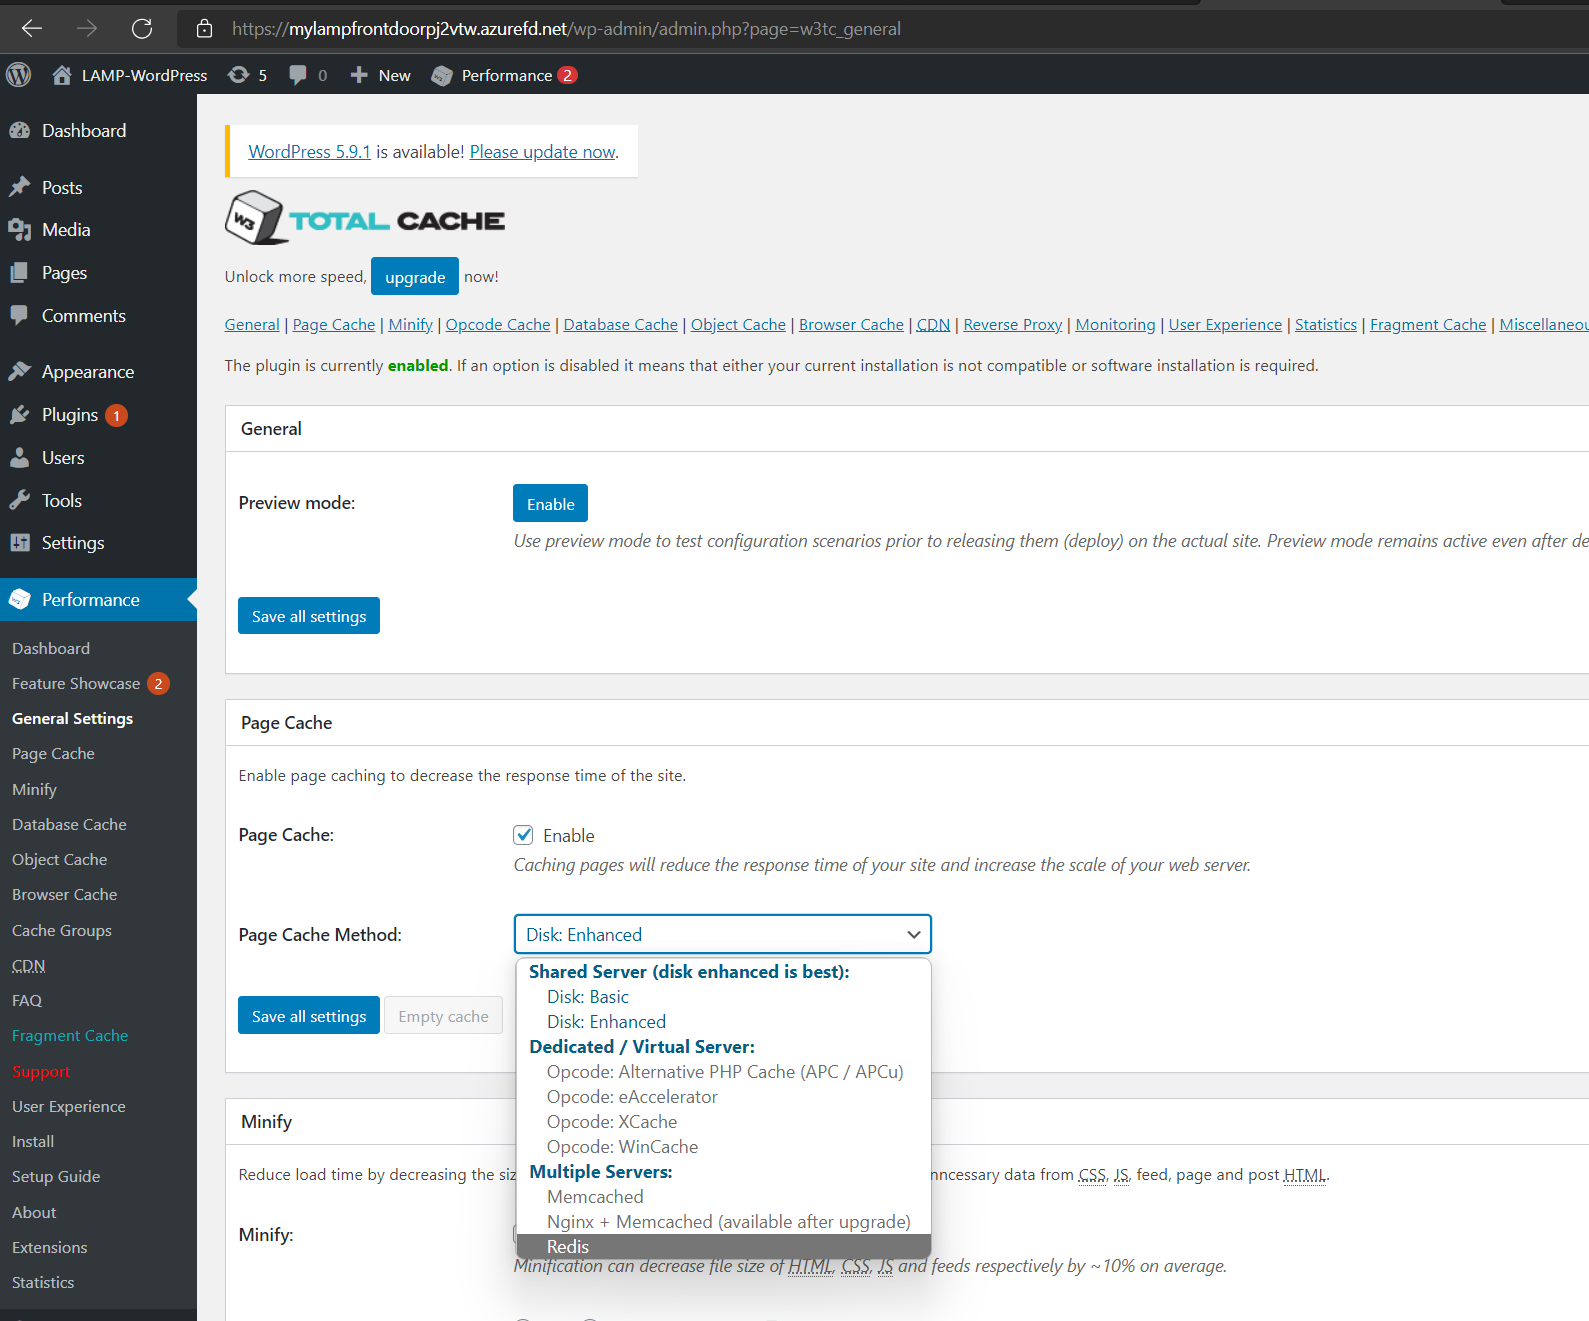 https://mylampfrontdoorpj2vtw.azurefd.net/wp-admin/admin.php?page=w3tc_general
LAMP-WordPress 5 0 New Performance 2
Dashboard
Posts
Media
Pages
Comments
Appearance
Plugins 1
Users
Tools
Settings
Performance
Dashboard
Feature Showcase 2
General Settings
Page Cache
Minify
Database Cache
Object Cache
Browser Cache
Cache Groups
CDN
FAQ
Fragment Cache
Support
User Experience
Install
Setup Guide
About
Extensions
Statistics
WordPress 5.9.1 is available! Please update now.
W3 TOTAL CACHE
Unlock more speed, upgrade now!
General | Page Cache | Minify | Opcode Cache | Database Cache | Object Cache | Browser Cache | CDN | Reverse Proxy | Monitoring | User Experience | Statistics | Fragment Cache | Miscellaneou
The plugin is currently enabled. If an option is disabled it means that either your current installation is not compatible or software installation is required.
General
Preview mode: Enable
Use preview mode to test configuration scenarios prior to releasing them (deploy) on the actual site. Preview mode remains active even after de
Save all settings
Page Cache
Enable page caching to decrease the response time of the site.
Page Cache: Enable
Caching pages will reduce the response time of your site and increase the scale of your web server.
Page Cache Method: Disk: Enhanced
Shared Server (disk enhanced is best):
Disk: Basic
Disk: Enhanced
Dedicated / Virtual Server:
Opcode: Alternative PHP Cache (APC / APCu)
Opcode: eAccelerator
Opcode: XCache
Opcode: WinCache
Multiple Servers:
Memcached
Nginx + Memcached (available after upgrade)
Redis
Save all settings Empty cache
Minify
Reduce load time by decreasing the siz nncessary data from CSS, JS, feed, page and post HTML.
Minify:
Minification can decrease file size of HTML, CSS, JS and feeds respectively by ~10% on average.